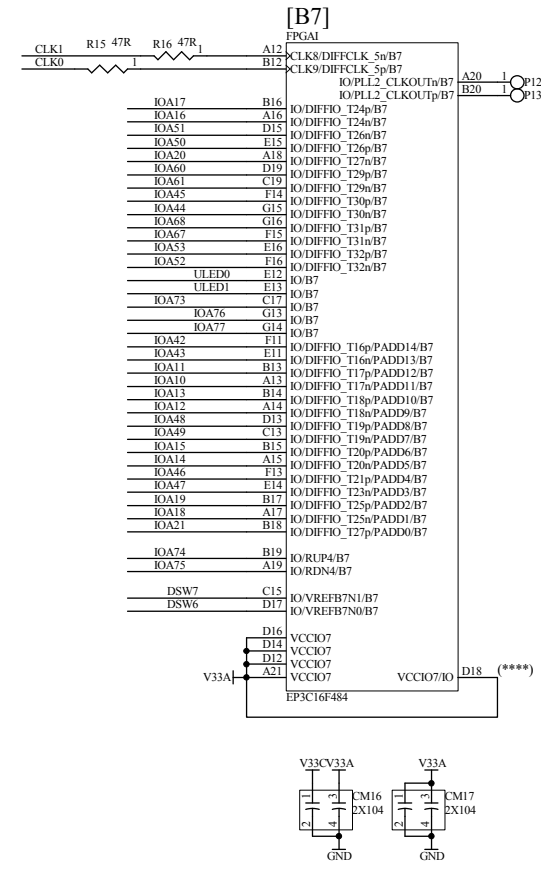 [B7]
FPGAI
CLK1 R15 47R R16 47R 1 A12 CLK8/DIFFCLK_5n/B7
CLK0 1 B12 CLK9/DIFFCLK_5p/B7
IO/PLL2_CLKOUTn/B7 A20 1 P12
IO/PLL2_CLKOUTp/B7 B20 1 P13
IOA17 B16 IO/DIFFIO_T24p/B7
IOA16 A16 IO/DIFFIO_T24n/B7
IOA51 D15 IO/DIFFIO_T26n/B7
IOA50 E15 IO/DIFFIO_T26p/B7
IOA20 A18 IO/DIFFIO_T27n/B7
IOA60 D19 IO/DIFFIO_T29p/B7
IOA61 C19 IO/DIFFIO_T29n/B7
IOA45 F14 IO/DIFFIO_T30p/B7
IOA44 G15 IO/DIFFIO_T30n/B7
IOA68 G16 IO/DIFFIO_T31p/B7
IOA67 F15 IO/DIFFIO_T31n/B7
IOA53 E16 IO/DIFFIO_T32p/B7
IOA52 F16 IO/DIFFIO_T32n/B7
ULED0 E12 IO/B7
ULED1 E13 IO/B7
IOA73 C17 IO/B7
IOA76 G13 IO/B7
IOA77 G14 IO/B7
IOA42 F11 IO/DIFFIO_T16p/PADD14/B7
IOA43 E11 IO/DIFFIO_T16n/PADD13/B7
IOA11 B13 IO/DIFFIO_T17p/PADD12/B7
IOA10 A13 IO/DIFFIO_T17n/PADD11/B7
IOA13 B14 IO/DIFFIO_T18p/PADD10/B7
IOA12 A14 IO/DIFFIO_T18n/PADD9/B7
IOA48 D13 IO/DIFFIO_T19p/PADD8/B7
IOA49 C13 IO/DIFFIO_T19n/PADD7/B7
IOA15 B15 IO/DIFFIO_T20p/PADD6/B7
IOA14 A15 IO/DIFFIO_T20n/PADD5/B7
IOA46 F13 IO/DIFFIO_T21p/PADD4/B7
IOA47 E14 IO/DIFFIO_T23n/PADD3/B7
IOA19 B17 IO/DIFFIO_T25p/PADD2/B7
IOA18 A17 IO/DIFFIO_T25n/PADD1/B7
IOA21 B18 IO/DIFFIO_T27p/PADD0/B7
IOA74 B19 IO/RUP4/B7
IOA75 A19 IO/RDN4/B7
DSW7 C15 IO/VREFB7N1/B7
DSW6 D17 IO/VREFB7N0/B7
D16 VCCIO7
D14 VCCIO7
D12 VCCIO7
V33A A21 VCCIO7 VCCIO7/IO D18 (****)
EP3C16F484
V33C V33A V33A
1 3 CM16 1 3 CM17
2X104 2X104
2 4 2 4
GND GND